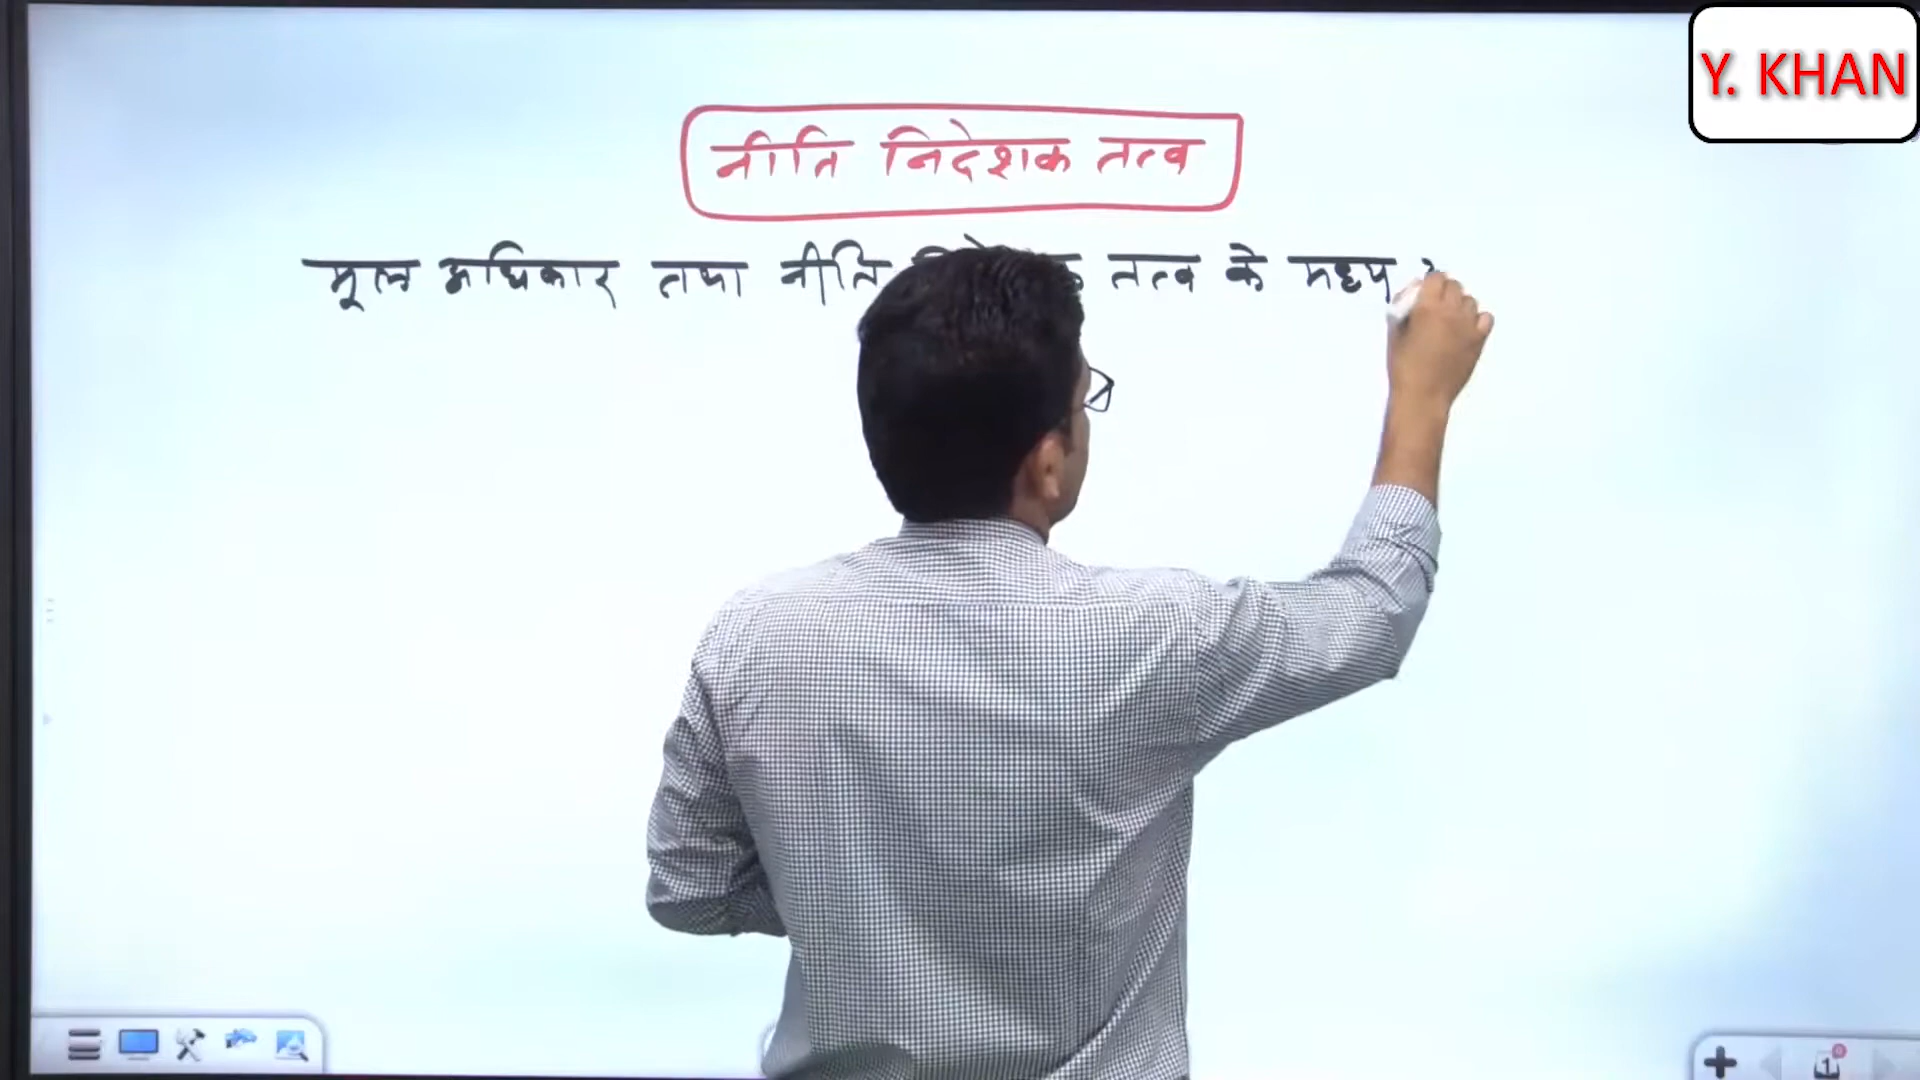 Y. KHAN
नीति निदेशक तत्व
मूल अधिकार तथा नीति तत्व के मध्य